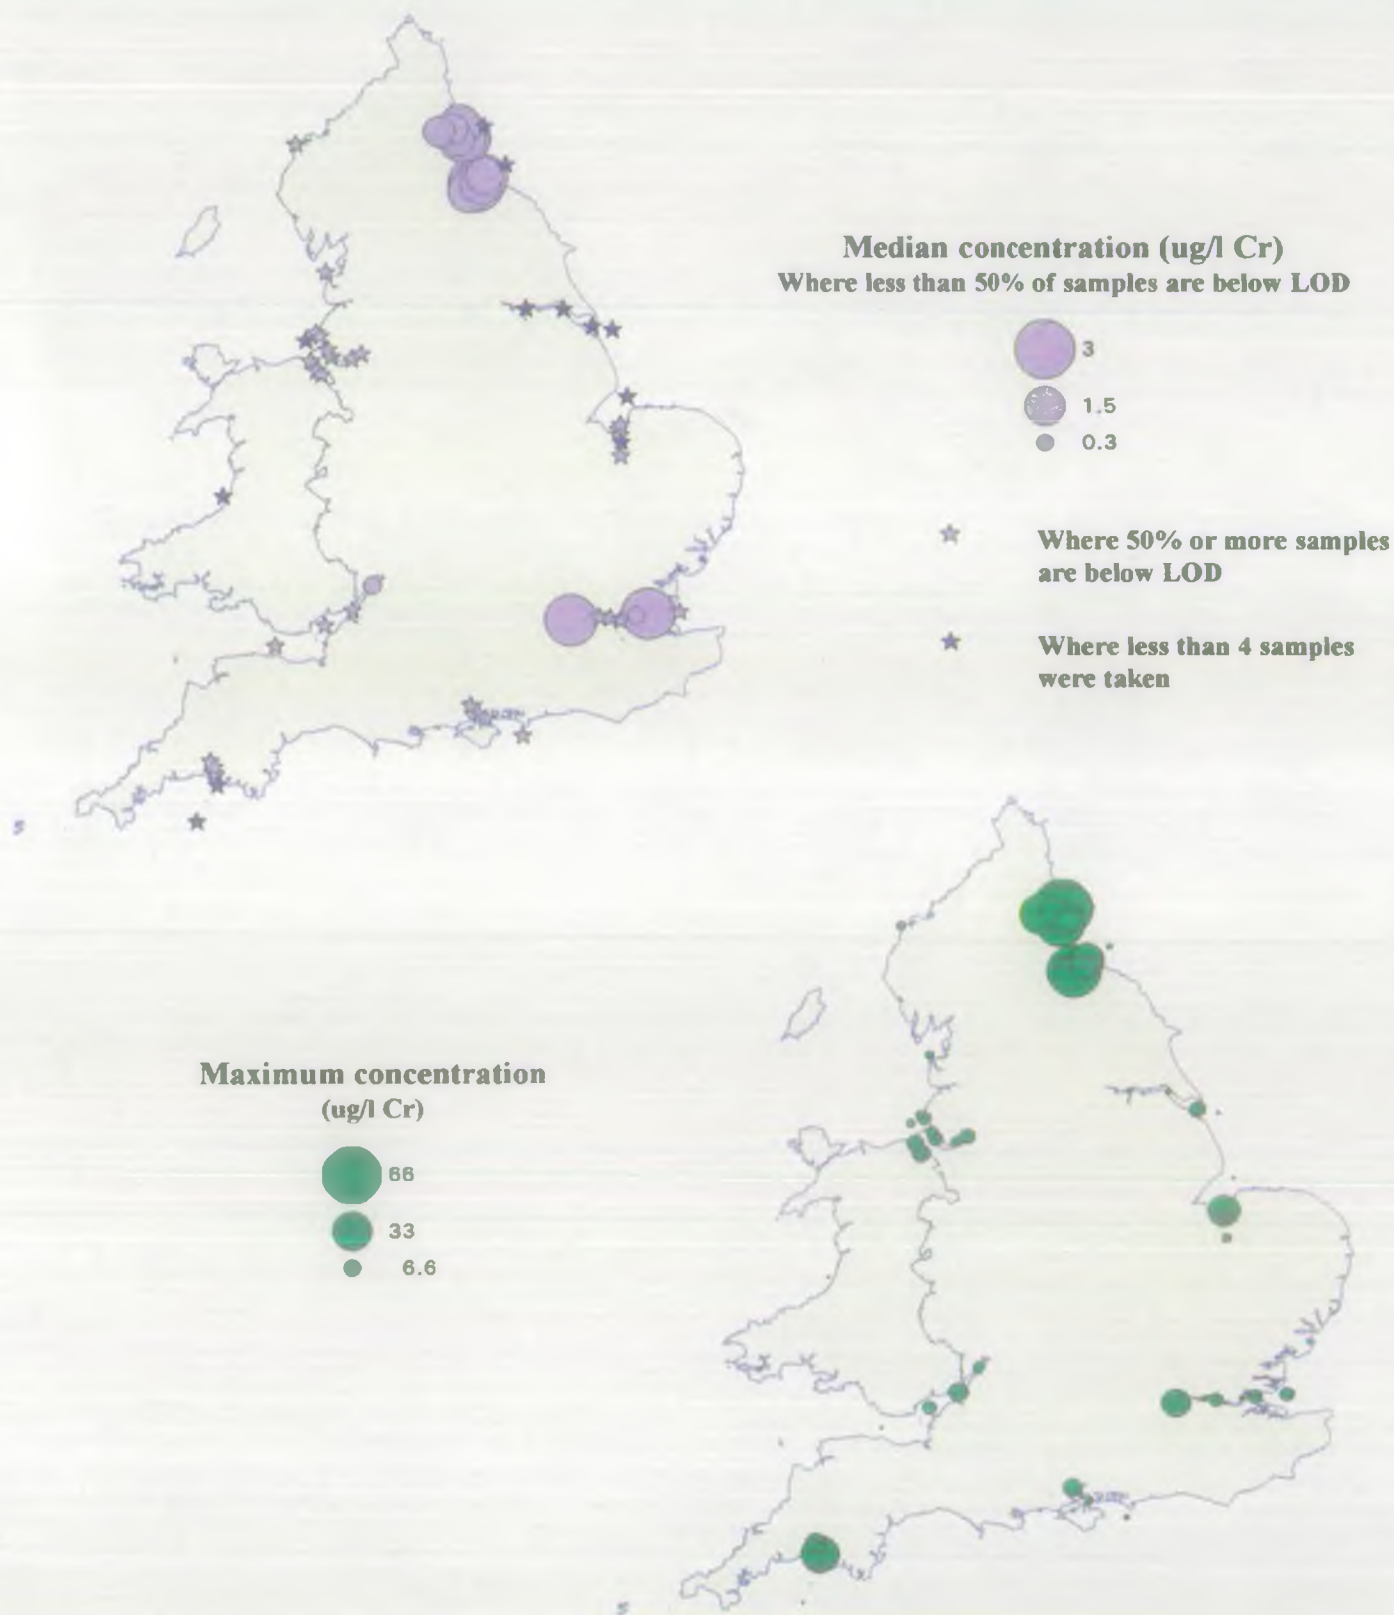 Median concentration (ug/l Cr)
Where less than 50% of samples are below LOD
3
1.5
0.3
Where 50% or more samples
are below LOD
Where less than 4 samples
were taken
Maximum concentration
(ug/l Cr)
66
33
6.6